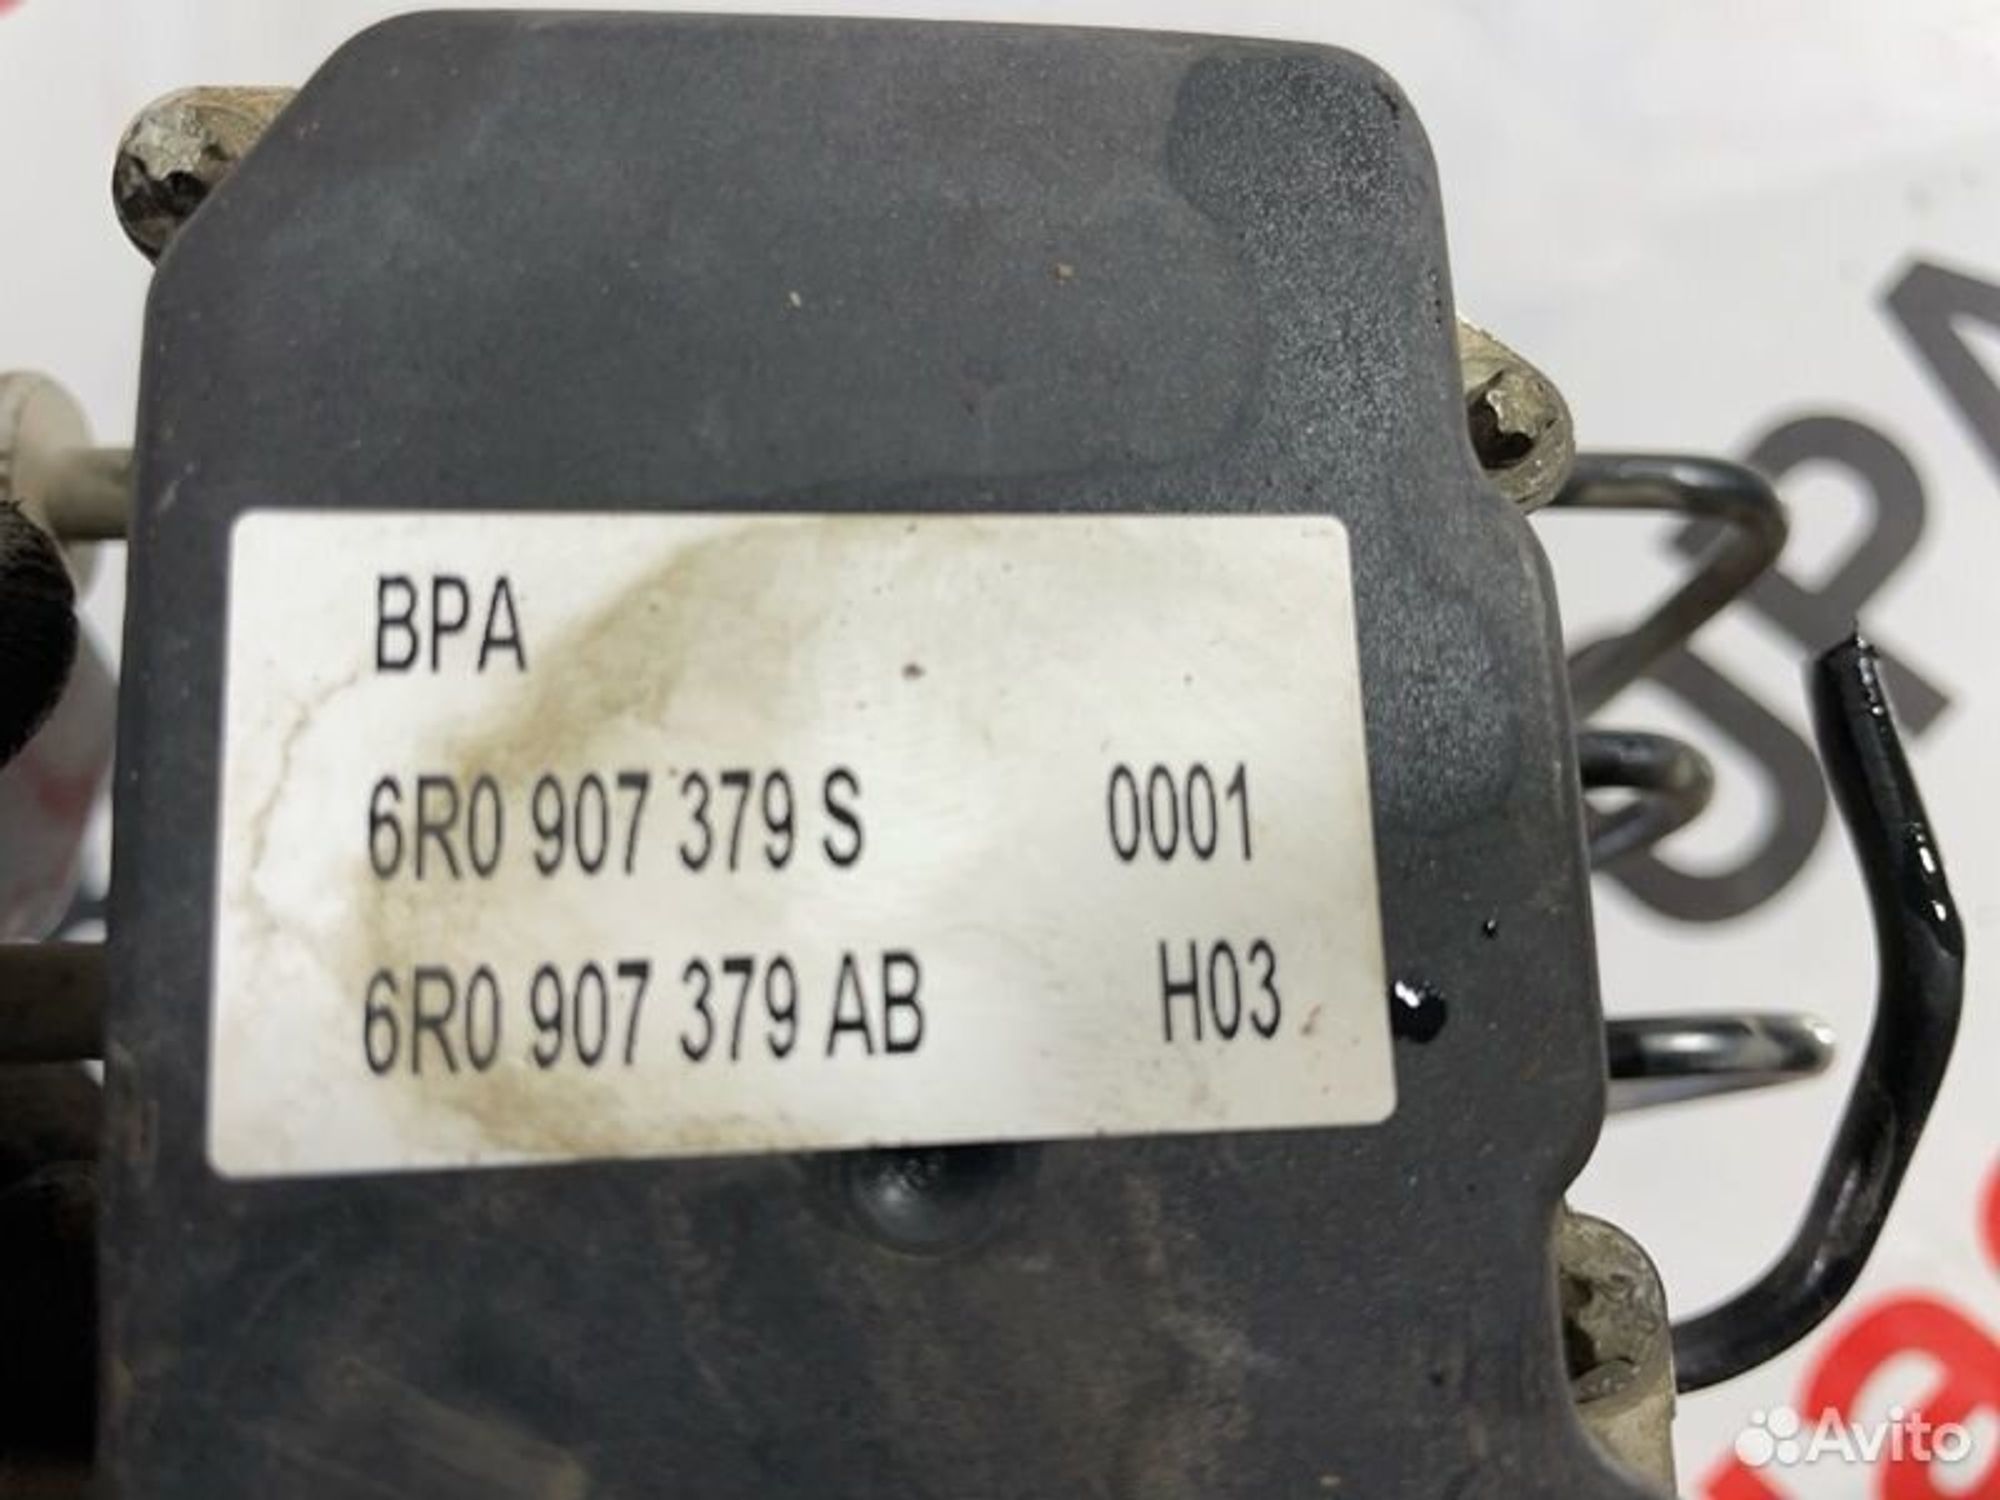 BPA
6R0 907 379 S 0001
6R0 907 379 AB H03
Avito